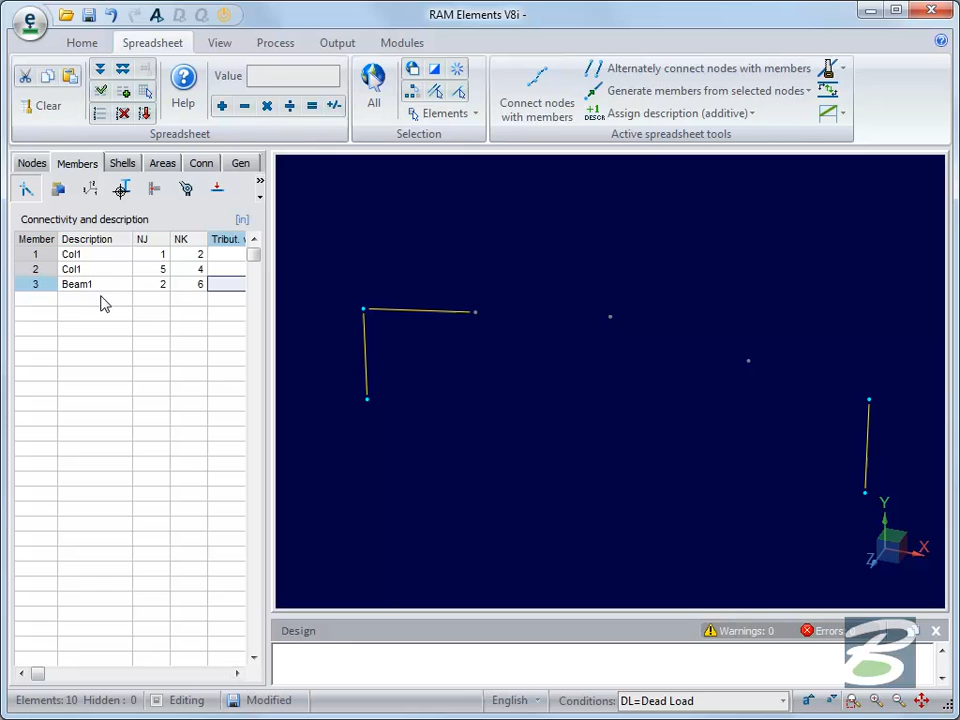 RAM Elements V8i -
Home Spreadsheet View Process Output Modules
Clear
Help
Value
Spreadsheet
All
Elements
Selection
Connect nodes
with members
Alternately connect nodes with members
Generate members from selected nodes
+1 DESCR Assign description (additive)
Active spreadsheet tools
Nodes Members Shells Areas Conn Gen
Connectivity and description [in]
Member Description NJ NK Tribut.
1 Col1 1 2
2 Col1 5 4
3 Beam1 2 6
Y
X
Z
Design
Warnings: 0
Errors:
Elements: 10 Hidden : 0 Editing Modified English Conditions: DL=Dead Load